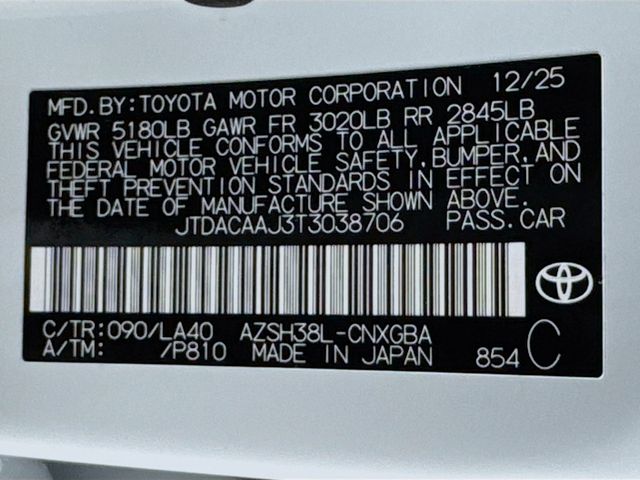 MFD. BY: TOYOTA MOTOR CORPORATION 12/25
GVWR 5180LB GAWR FR 3020LB RR 2845LB
THIS VEHICLE CONFORMS TO ALL APPLICABLE
FEDERAL MOTOR VEHICLE SAFETY, BUMPER, AND
THEFT PREVENTION STANDARDS IN EFFECT ON
THE DATE OF MANUFACTURE SHOWN ABOVE.
JTDACAAJ3T3038706 PASS. CAR
C/TR: 090/LA40 AZSH38L-CNXGBA C
A/TM: /P810 MADE IN JAPAN 854